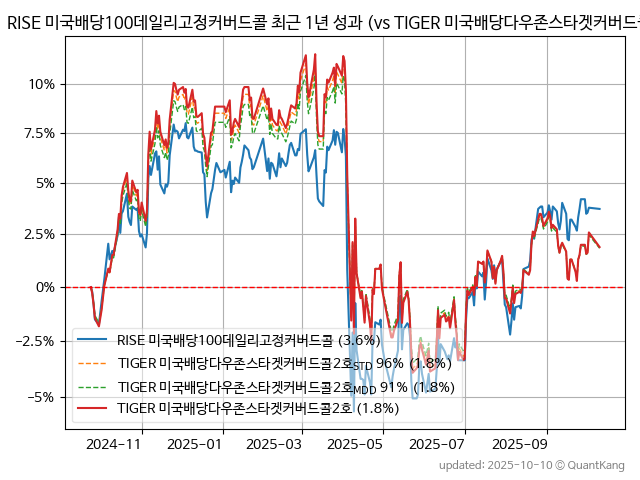 RISE 미국배당100데일리고정커버드콜 최근 1년 성과 (vs TIGER 미국배당다우존스타겟커버드
10%
7.5%
5%
2.5%
0%
−2.5%
−5%
RISE 미국배당100데일리고정커버드콜 (3.6%)
TIGER 미국배당다우존스타겟커버드콜2호STD 96% (1.8%)
TIGER 미국배당다우존스타겟커버드콜2호MDD 91% (1.8%)
TIGER 미국배당다우존스타겟커버드콜2호 (1.8%)
2024-11
2025-01
2025-03
2025-05
2025-07
2025-09
updated: 2025-10-10 © QuantKang